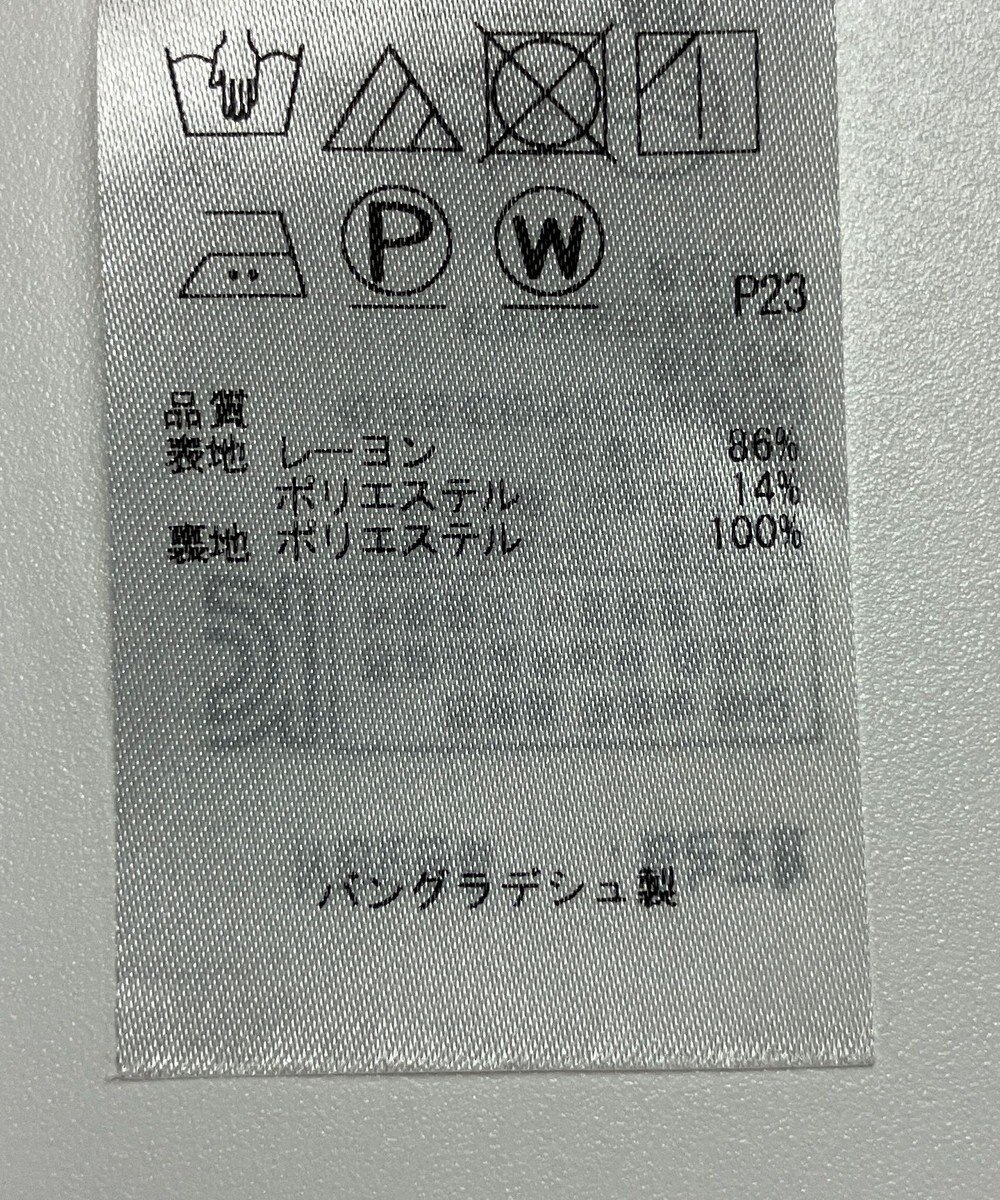 P W
P23
品質
表地 レーヨン 86%
ポリエステル 14%
裏地 ポリエステル 100%
バングラデシュ製